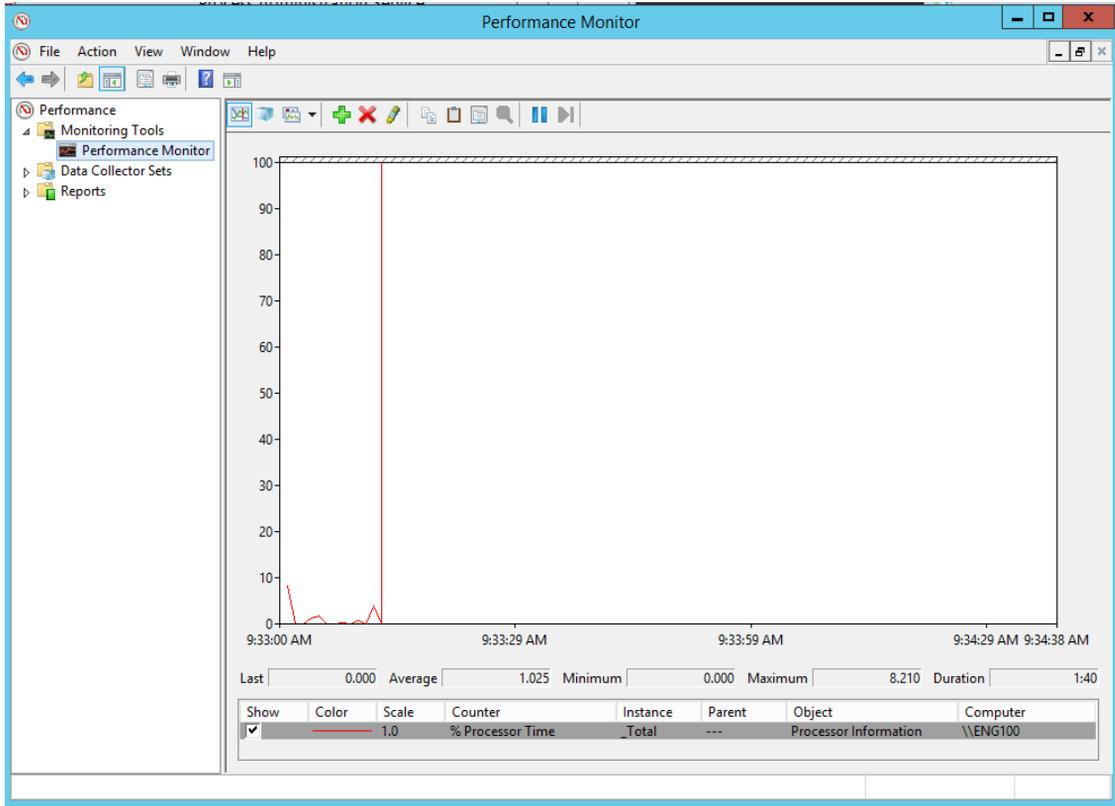 Process Administration Service
Performance Monitor
File Action View Window Help
Performance
Monitoring Tools
Performance Monitor
Data Collector Sets
Reports
100
90
80
70
60
50
40
30
20
10
0
9:33:00 AM 9:33:29 AM 9:33:59 AM 9:34:29 AM 9:34:38 AM
Last 0.000 Average 1.025 Minimum 0.000 Maximum 8.210 Duration 1:40
Show Color Scale Counter Instance Parent Object Computer
1.0 % Processor Time _Total --- Processor Information \\ENG100